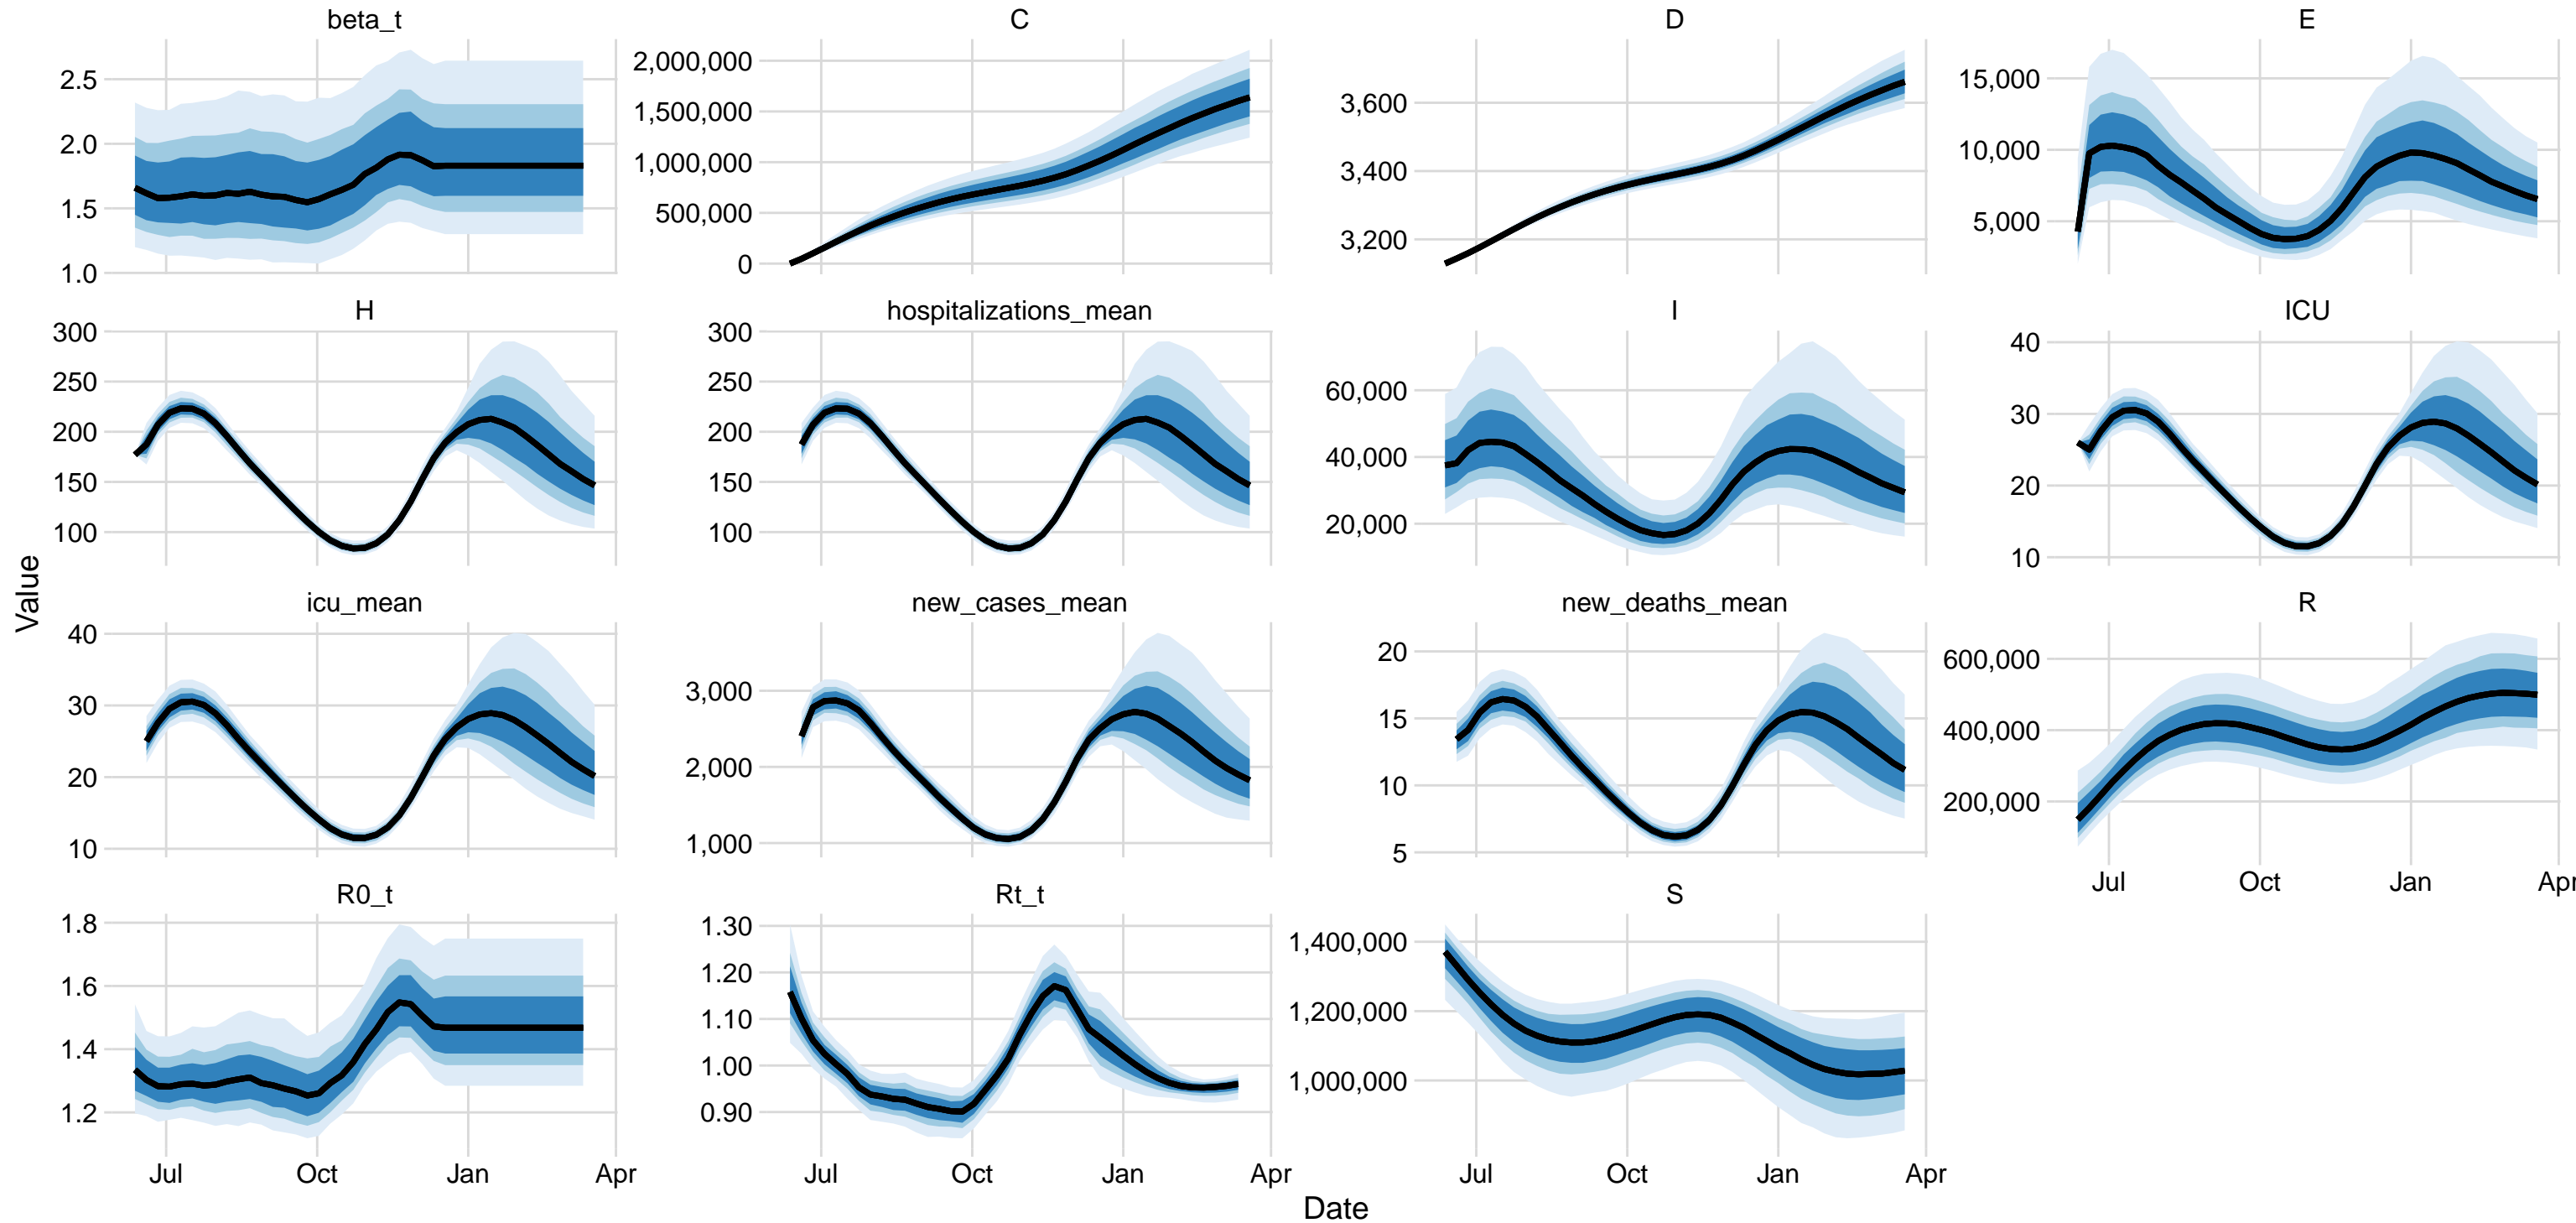 beta_t
2.5
2.0
1.5
1.0
C
2,000,000
1,500,000
1,000,000
500,000
0
D
3,600
3,400
3,200
E
15,000
10,000
5,000
H
300
250
200
150
100
hospitalizations_mean
300
250
200
150
100
I
60,000
40,000
20,000
ICU
40
30
20
10
Value
icu_mean
40
30
20
10
new_cases_mean
3,000
2,000
1,000
new_deaths_mean
20
15
10
5
R
600,000
400,000
200,000
Jul Oct Jan Apr
R0_t
1.8
1.6
1.4
1.2
Jul Oct Jan Apr
Rt_t
1.30
1.20
1.10
1.00
0.90
Jul Oct Jan Apr
S
1,400,000
1,200,000
1,000,000
Jul Oct Jan Apr
Date